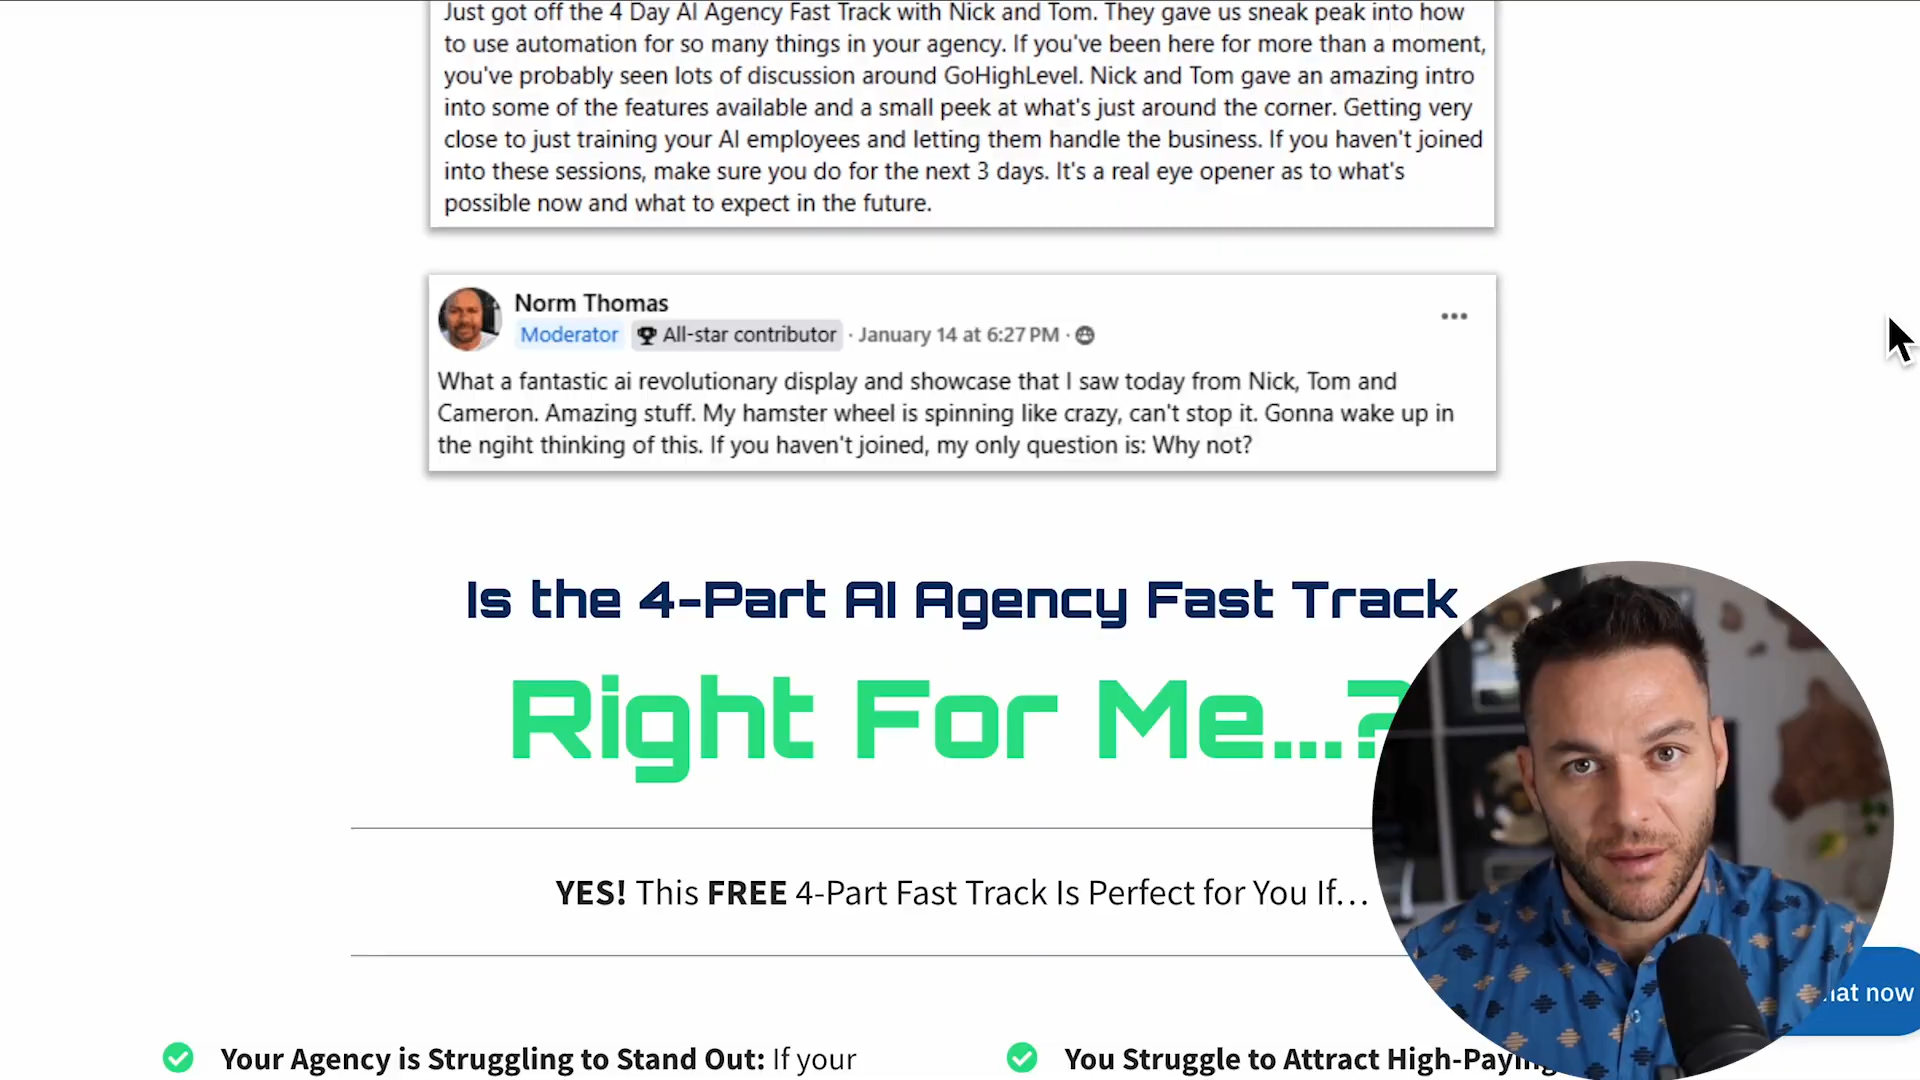 Just got off the 4 Day AI Agency Fast Track with Nick and Tom. They gave us sneak peak into how
to use automation for so many things in your agency. If you've been here for more than a moment,
you've probably seen lots of discussion around GoHighLevel. Nick and Tom gave an amazing intro
into some of the features available and a small peek at what's just around the corner. Getting very
close to just training your AI employees and letting them handle the business. If you haven't joined
into these sessions, make sure you do for the next 3 days. It's a real eye opener as to what's
possible now and what to expect in the future.
Norm Thomas
Moderator All-star contributor · January 14 at 6:27 PM ·
What a fantastic ai revolutionary display and showcase that I saw today from Nick, Tom and
Cameron. Amazing stuff. My hamster wheel is spinning like crazy, can't stop it. Gonna wake up in
the ngiht thinking of this. If you haven't joined, my only question is: Why not?
Is the 4-Part AI Agency Fast Track
Right For Me...?
YES! This FREE 4-Part Fast Track Is Perfect for You If...
now
Your Agency is Struggling to Stand Out: If your
You Struggle to Attract High-Paying